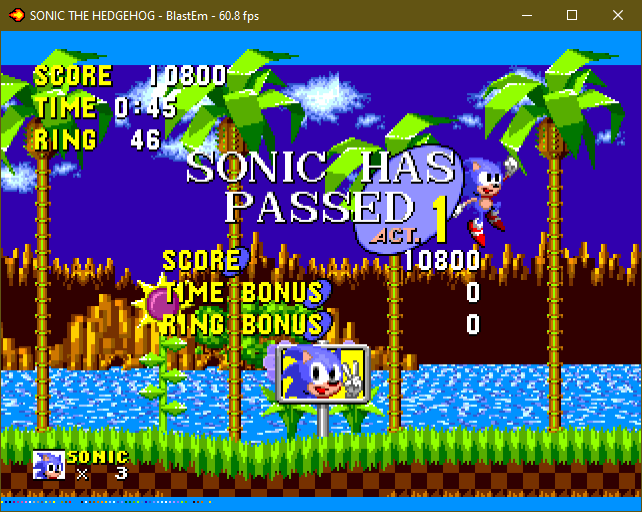 SONIC THE HEDGEHOG - BlastEm - 60.8 fps
SCORE 10800
TIME 0:45
RING 46
SONIC HAS
PASSED
ACT. 1
SCORE 10800
TIME BONUS 0
RING BONUS 0
SONIC
x 3